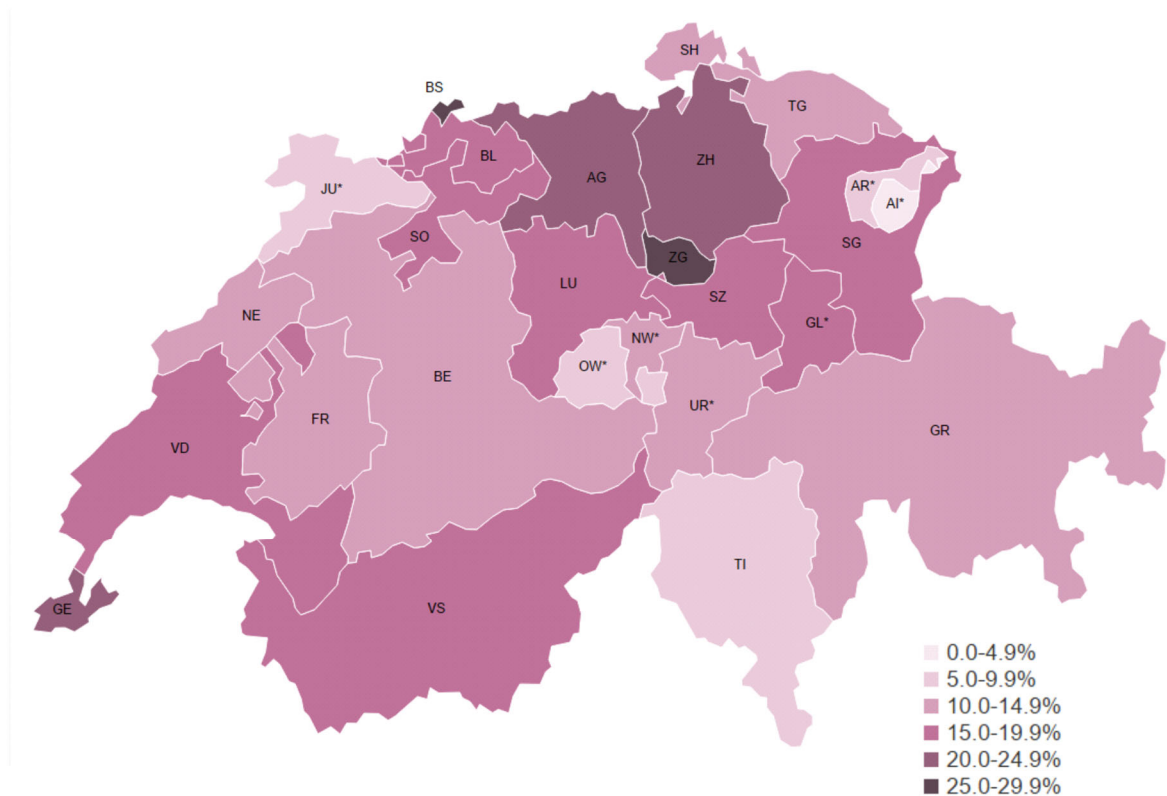 SH
BS
TG
BL
ZH
AG
JU*
AR*
AI*
SO
SG
ZG
LU
SZ
NE
GL*
NW*
OW*
BE
UR*
FR
GR
VD
TI
GE
VS
0.0-4.9%
5.0-9.9%
10.0-14.9%
15.0-19.9%
20.0-24.9%
25.0-29.9%